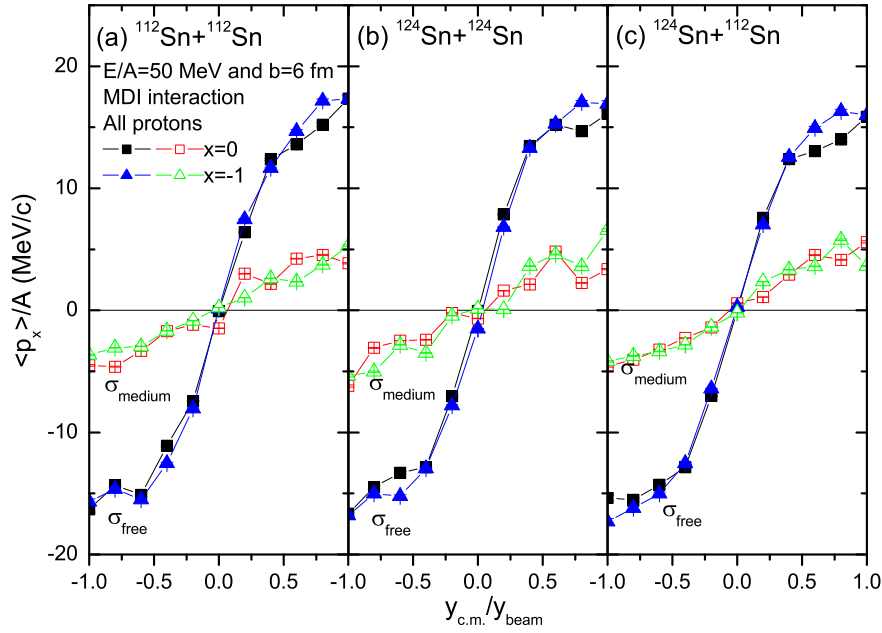 (a) ¹¹²Sn+¹¹²Sn
E/A=50 MeV and b=6 fm
MDI interaction
All protons
x=0
x=-1
σmedium
σfree
(b) ¹²⁴Sn+¹²⁴Sn
σmedium
σfree
(c) ¹²⁴Sn+¹¹²Sn
σmedium
σfree
20
10
0
-10
-20
<pₓ>/A (MeV/c)
-1.0 -0.5 0.0 0.5 -1.0 -0.5 0.0 0.5 -1.0 -0.5 0.0 0.5 1.0
y_c.m./y_beam